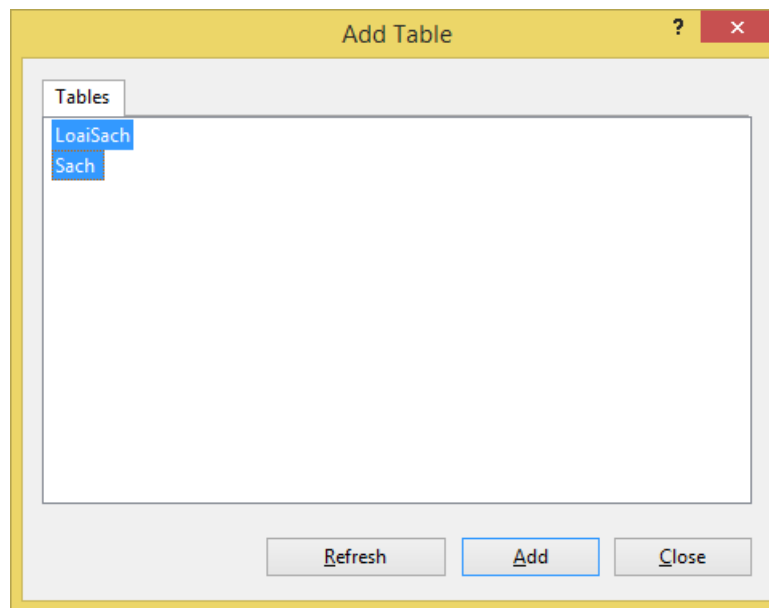 Add Table
?
Tables
LoaiSach
Sach
Refresh
Add
Close